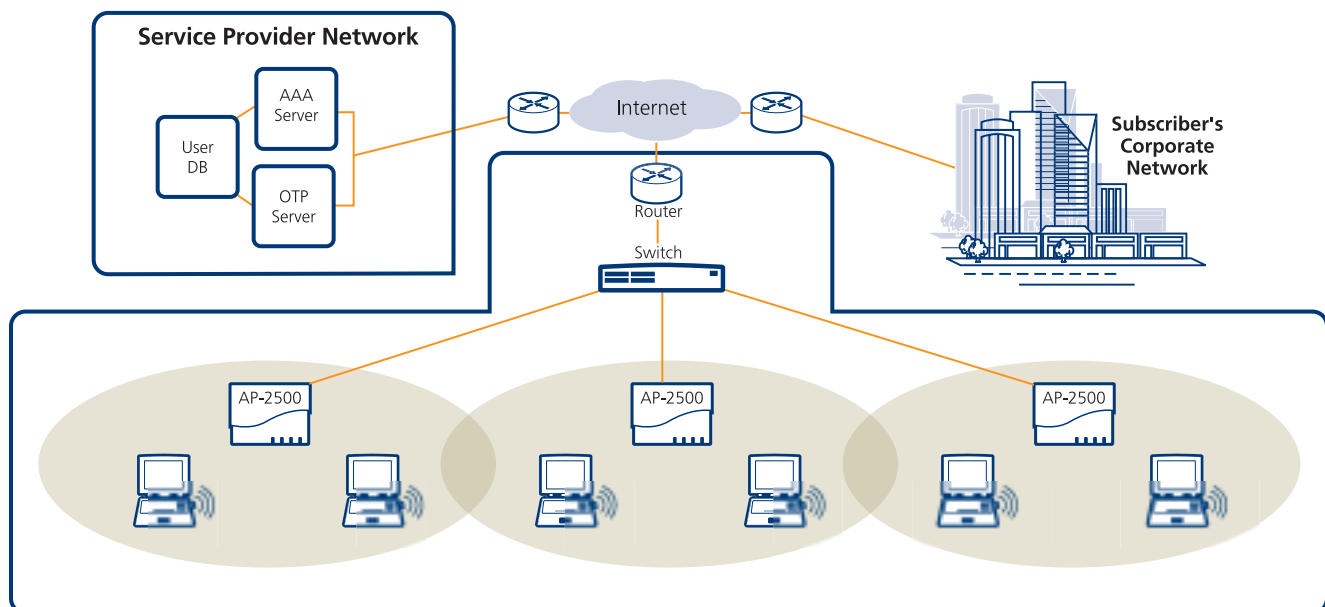 Service Provider Network
AAA
Server
User
DB
OTP
Server
Internet
Subscriber's
Corporate
Network
Router
Switch
AP-2500
AP-2500
AP-2500